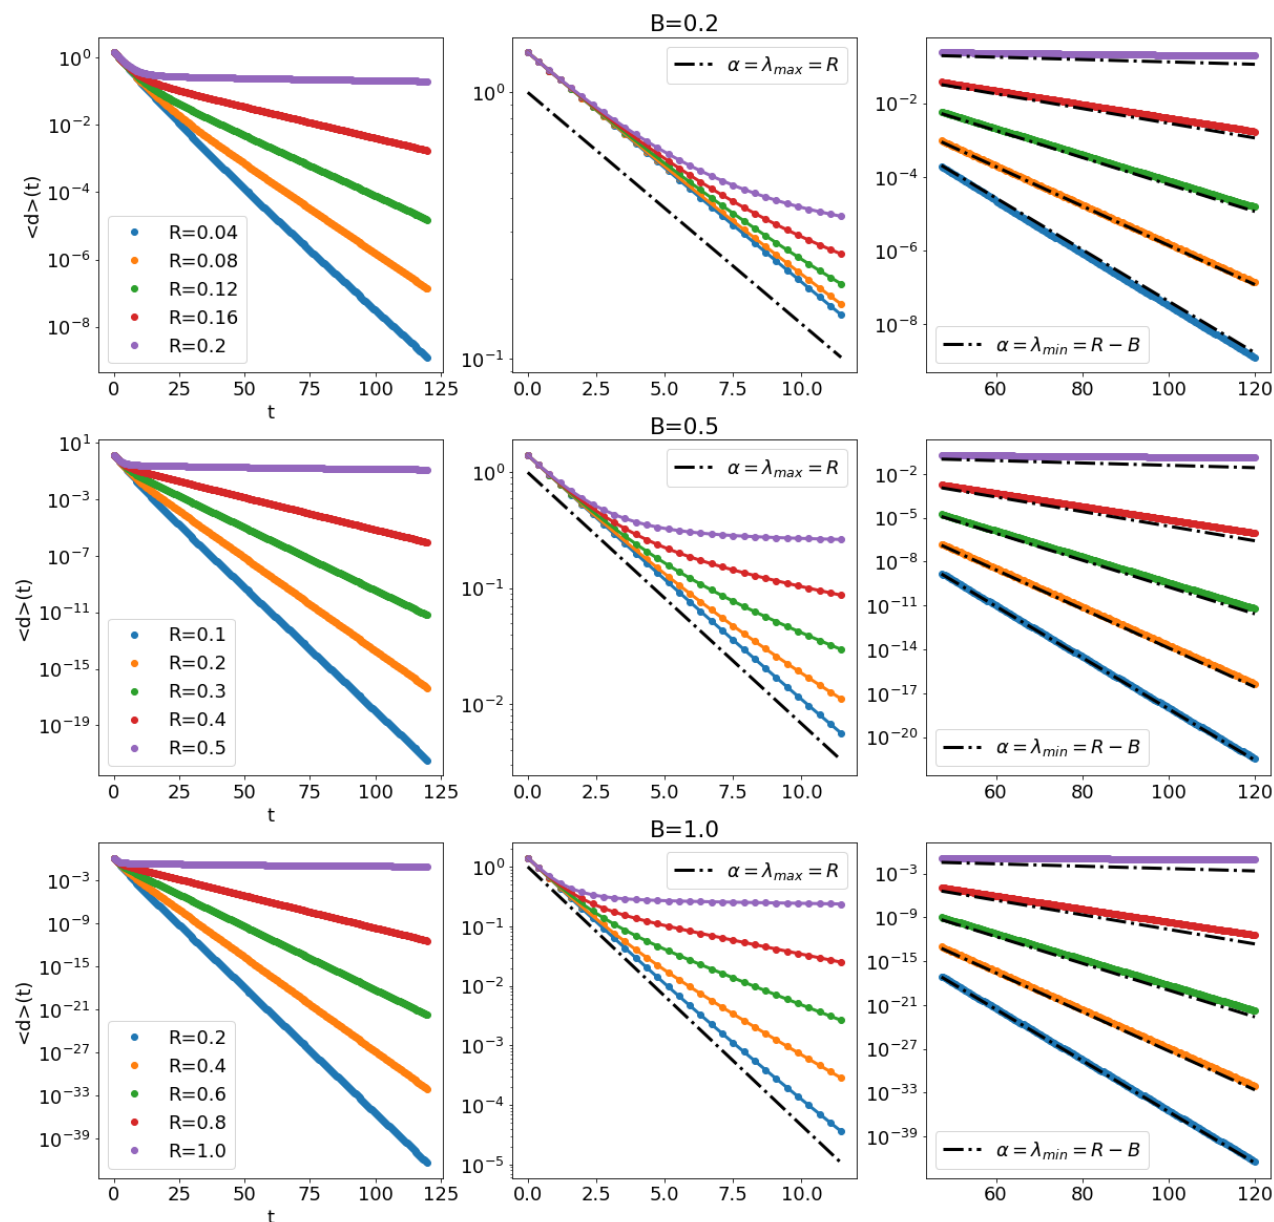 B=0.2
10^0
10^-2
10^-4
10^-6
10^-8
<d>(t)
R=0.04
R=0.08
R=0.12
R=0.16
R=0.2
0 25 50 75 100 125
t
α = λ_max = R
10^0
10^-1
0.0 2.5 5.0 7.5 10.0
10^-2
10^-4
10^-6
10^-8
α = λ_min = R − B
60 80 100 120
B=0.5
10^1
10^-3
10^-7
10^-11
10^-15
10^-19
<d>(t)
R=0.1
R=0.2
R=0.3
R=0.4
R=0.5
0 25 50 75 100 125
t
α = λ_max = R
10^0
10^-1
10^-2
0.0 2.5 5.0 7.5 10.0
10^-2
10^-5
10^-8
10^-11
10^-14
10^-17
10^-20
α = λ_min = R − B
60 80 100 120
B=1.0
10^-3
10^-9
10^-15
10^-21
10^-27
10^-33
10^-39
<d>(t)
R=0.2
R=0.4
R=0.6
R=0.8
R=1.0
0 25 50 75 100 125
t
α = λ_max = R
10^0
10^-1
10^-2
10^-3
10^-4
10^-5
0.0 2.5 5.0 7.5 10.0
10^-3
10^-9
10^-15
10^-21
10^-27
10^-33
10^-39
α = λ_min = R − B
60 80 100 120